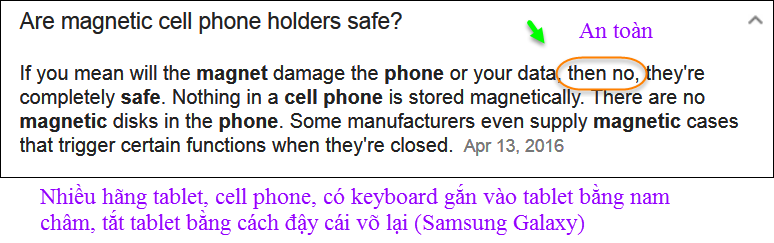 Are magnetic cell phone holders safe?
An toàn
If you mean will the magnet damage the phone or your data, then no, they're
completely safe. Nothing in a cell phone is stored magnetically. There are no
magnetic disks in the phone. Some manufacturers even supply magnetic cases
that trigger certain functions when they're closed. Apr 13, 2016
Nhiều hãng tablet, cell phone, có keyboard gắn vào tablet bằng nam
châm, tắt tablet bằng cách đậy cái võ lại (Samsung Galaxy)